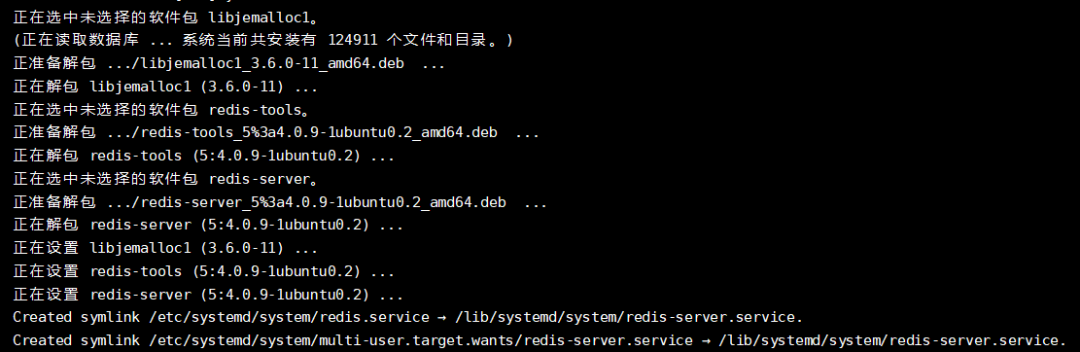 正在选中未选择的软件包 libjemalloc1。
(正在读取数据库 ... 系统当前共安装有 124911 个文件和目录。)
正准备解包 .../libjemalloc1_3.6.0-11_amd64.deb  ...
正在解包 libjemalloc1 (3.6.0-11) ...
正在选中未选择的软件包 redis-tools。
正准备解包 .../redis-tools_5%3a4.0.9-1ubuntu0.2_amd64.deb  ...
正在解包 redis-tools (5:4.0.9-1ubuntu0.2) ...
正在选中未选择的软件包 redis-server。
正准备解包 .../redis-server_5%3a4.0.9-1ubuntu0.2_amd64.deb  ...
正在解包 redis-server (5:4.0.9-1ubuntu0.2) ...
正在设置 libjemalloc1 (3.6.0-11) ...
正在设置 redis-tools (5:4.0.9-1ubuntu0.2) ...
正在设置 redis-server (5:4.0.9-1ubuntu0.2) ...
Created symlink /etc/systemd/system/redis.service → /lib/systemd/system/redis-server.service.
Created symlink /etc/systemd/system/multi-user.target.wants/redis-server.service → /lib/systemd/system/redis-server.service.